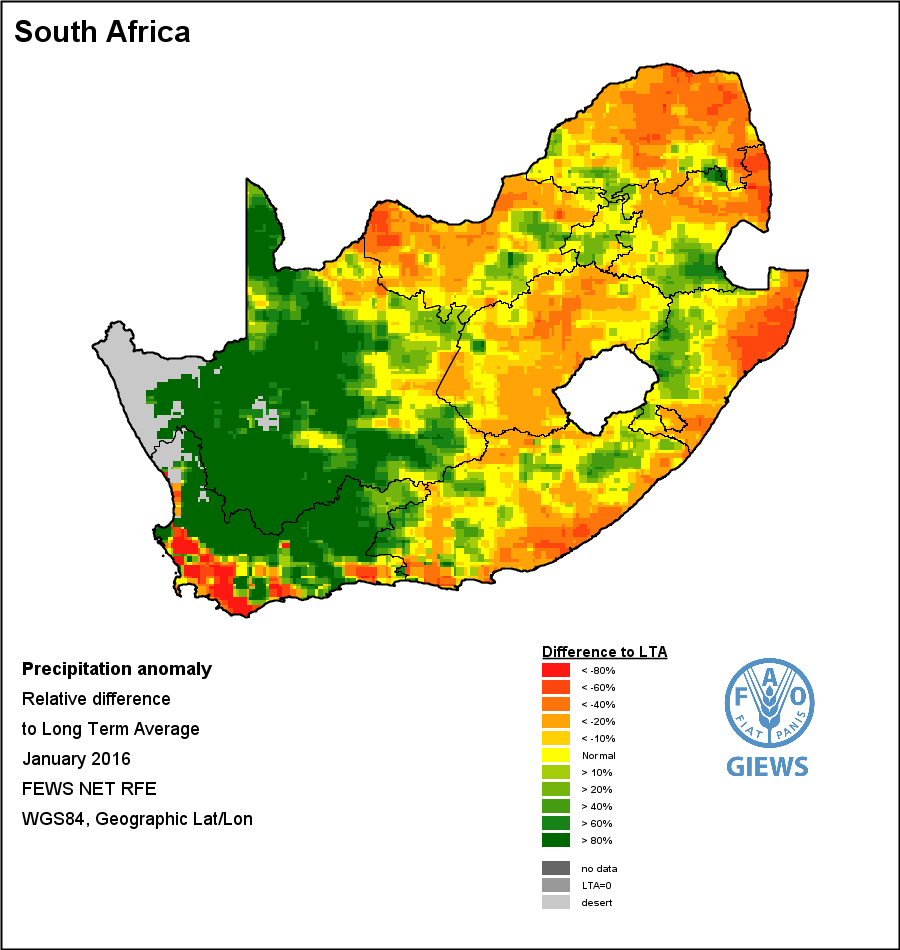 South Africa
Precipitation anomaly
Relative difference
to Long Term Average
January 2016
FEWS NET RFE
WGS84, Geographic Lat/Lon
Difference to LTA
< -80%
< -60%
< -40%
< -20%
< -10%
Normal
> 10%
> 20%
> 40%
> 60%
> 80%
no data
LTA=0
desert
F A O
FIAT PANIS
GIEWS